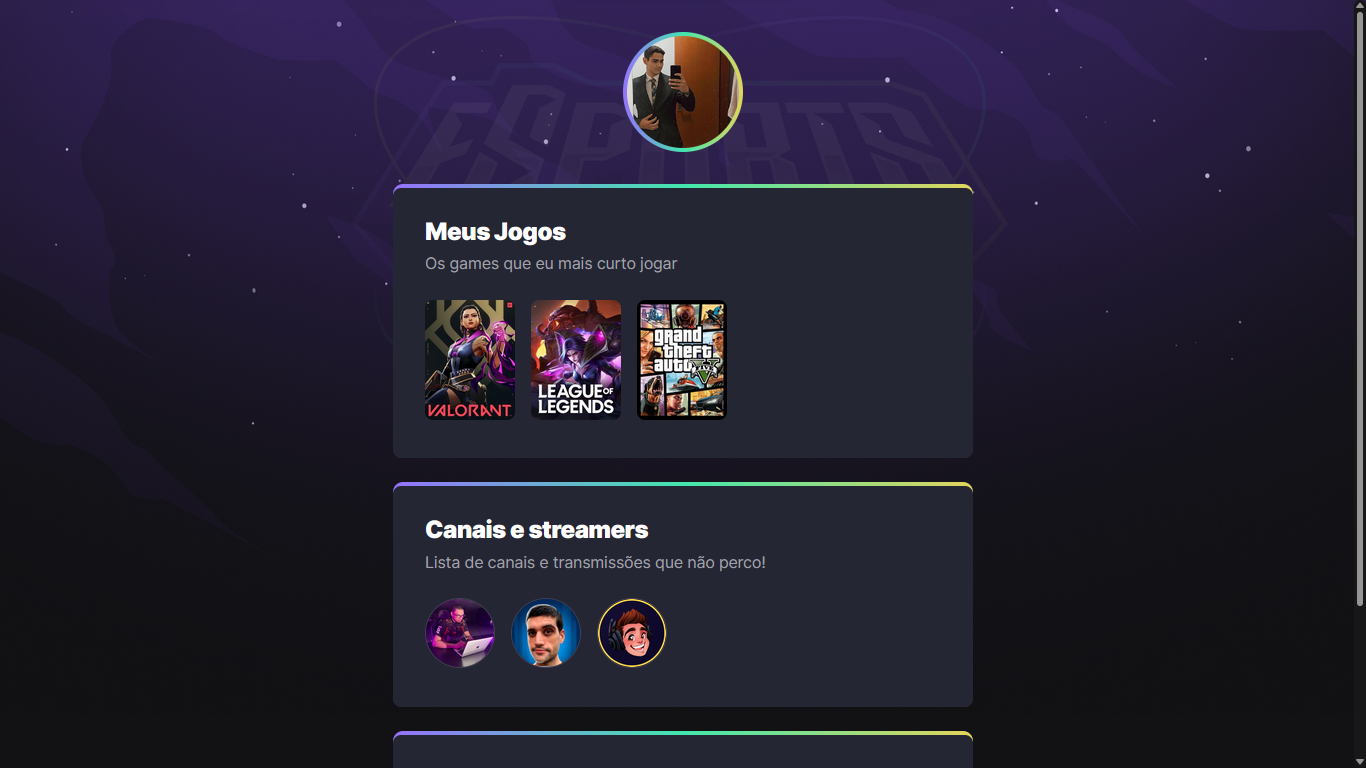 ESPORTS
Meus Jogos
Os games que eu mais curto jogar
VALORANT
LEAGUE OF
LEGENDS
grand
theft
auto
V
FIVE
Canais e streamers
Lista de canais e transmissões que não perco!